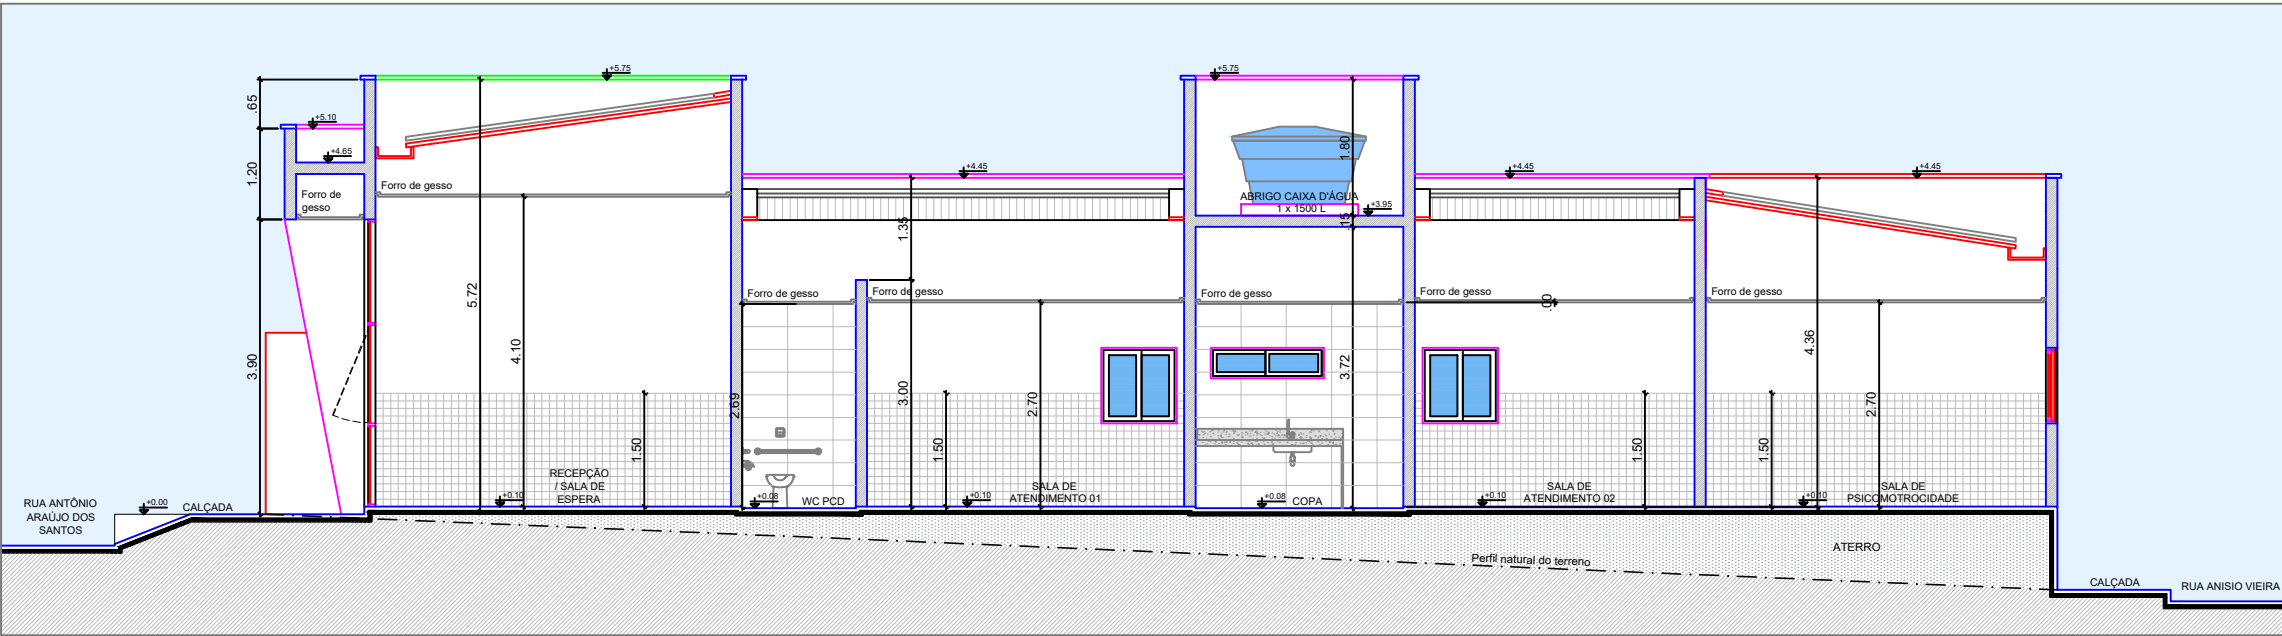 +5.75
+5.75
.65
+5.10
+4.65
1.20
Forro de
gesso
Forro de gesso
+4.45
+4.45
+4.45
1.80
ABRIGO CAIXA D'ÁGUA
1 x 1500 L
+3.95
.15
1.35
5.72
4.10
3.90
Forro de gesso
Forro de gesso
Forro de gesso
Forro de gesso
Forro de gesso
.00
4.36
3.72
2.69
3.00
2.70
2.70
1.50
1.50
1.50
1.50
RECEPÇÃO
/ SALA DE
ESPERA
+0.10
+0.08
WC PCD
+0.10
SALA DE
ATENDIMENTO 01
+0.08
COPA
+0.10
SALA DE
ATENDIMENTO 02
+0.10
SALA DE
PSICOMOTROCIDADE
RUA ANTÔNIO
ARAÚJO DOS
SANTOS
+0.00
CALÇADA
Perfil natural do terreno
ATERRO
CALÇADA
RUA ANISIO VIEIRA